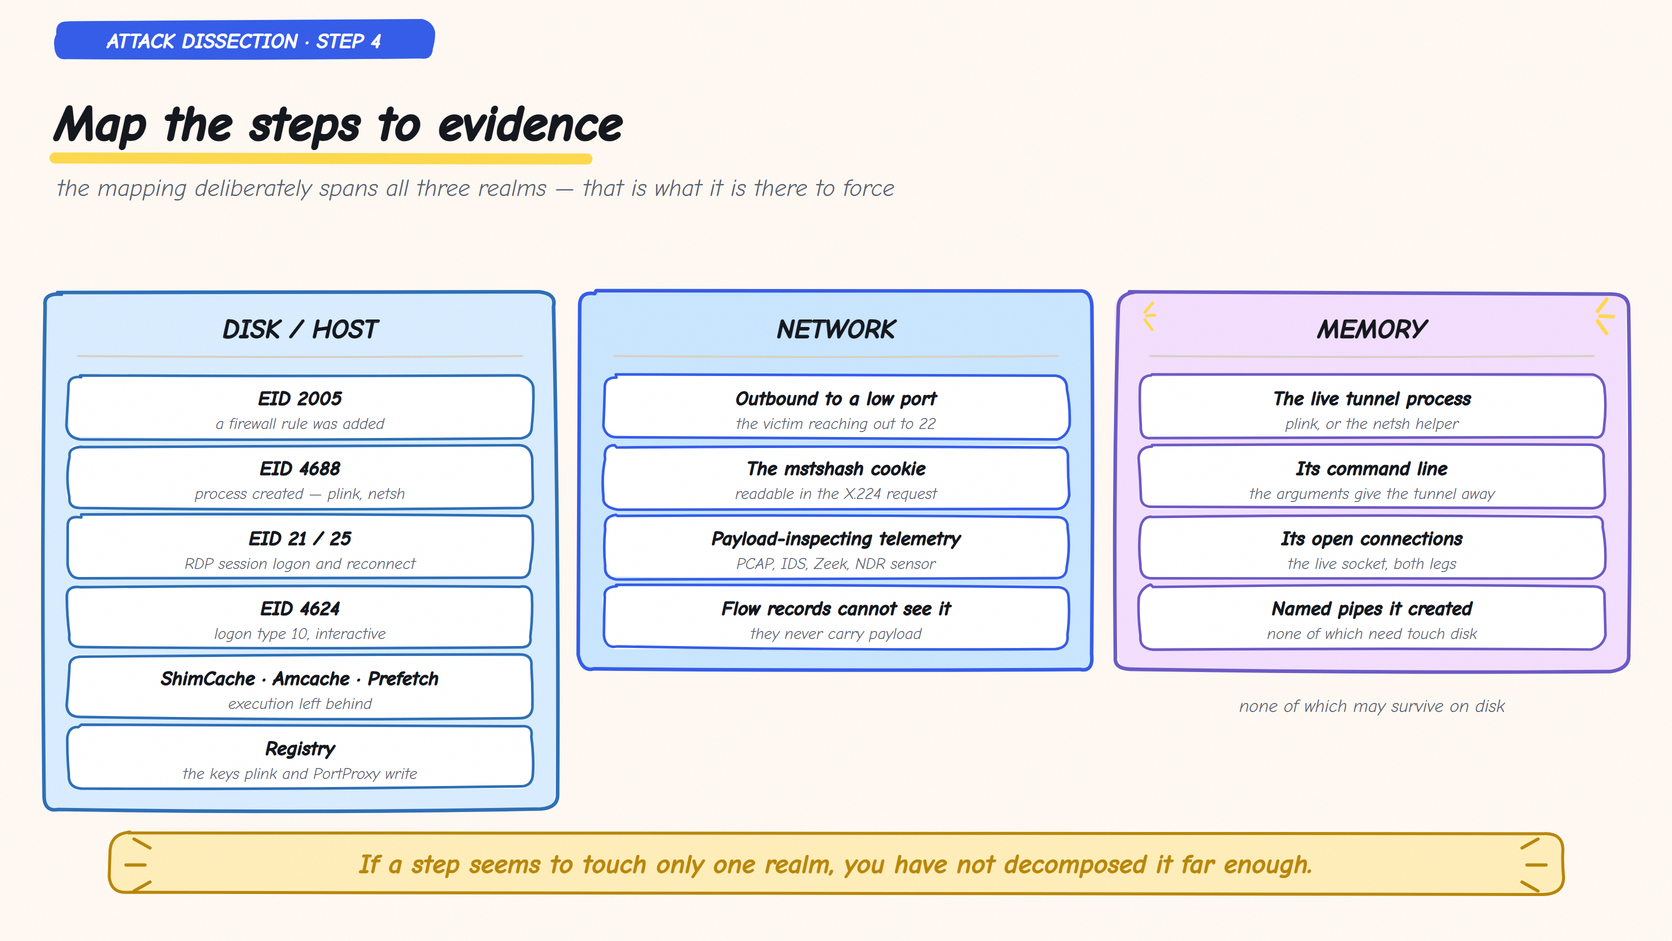 ATTACK DISSECTION · STEP 4
Map the steps to evidence
the mapping deliberately spans all three realms — that is what it is there to force
DISK / HOST
EID 2005
a firewall rule was added
EID 4688
process created — plink, netsh
EID 21 / 25
RDP session logon and reconnect
EID 4624
logon type 10, interactive
ShimCache · Amcache · Prefetch
execution left behind
Registry
the keys plink and PortProxy write
NETWORK
Outbound to a low port
the victim reaching out to 22
The mstshash cookie
readable in the X.224 request
Payload-inspecting telemetry
PCAP, IDS, Zeek, NDR sensor
Flow records cannot see it
they never carry payload
MEMORY
The live tunnel process
plink, or the netsh helper
Its command line
the arguments give the tunnel away
Its open connections
the live socket, both legs
Named pipes it created
none of which need touch disk
none of which may survive on disk
If a step seems to touch only one realm, you have not decomposed it far enough.